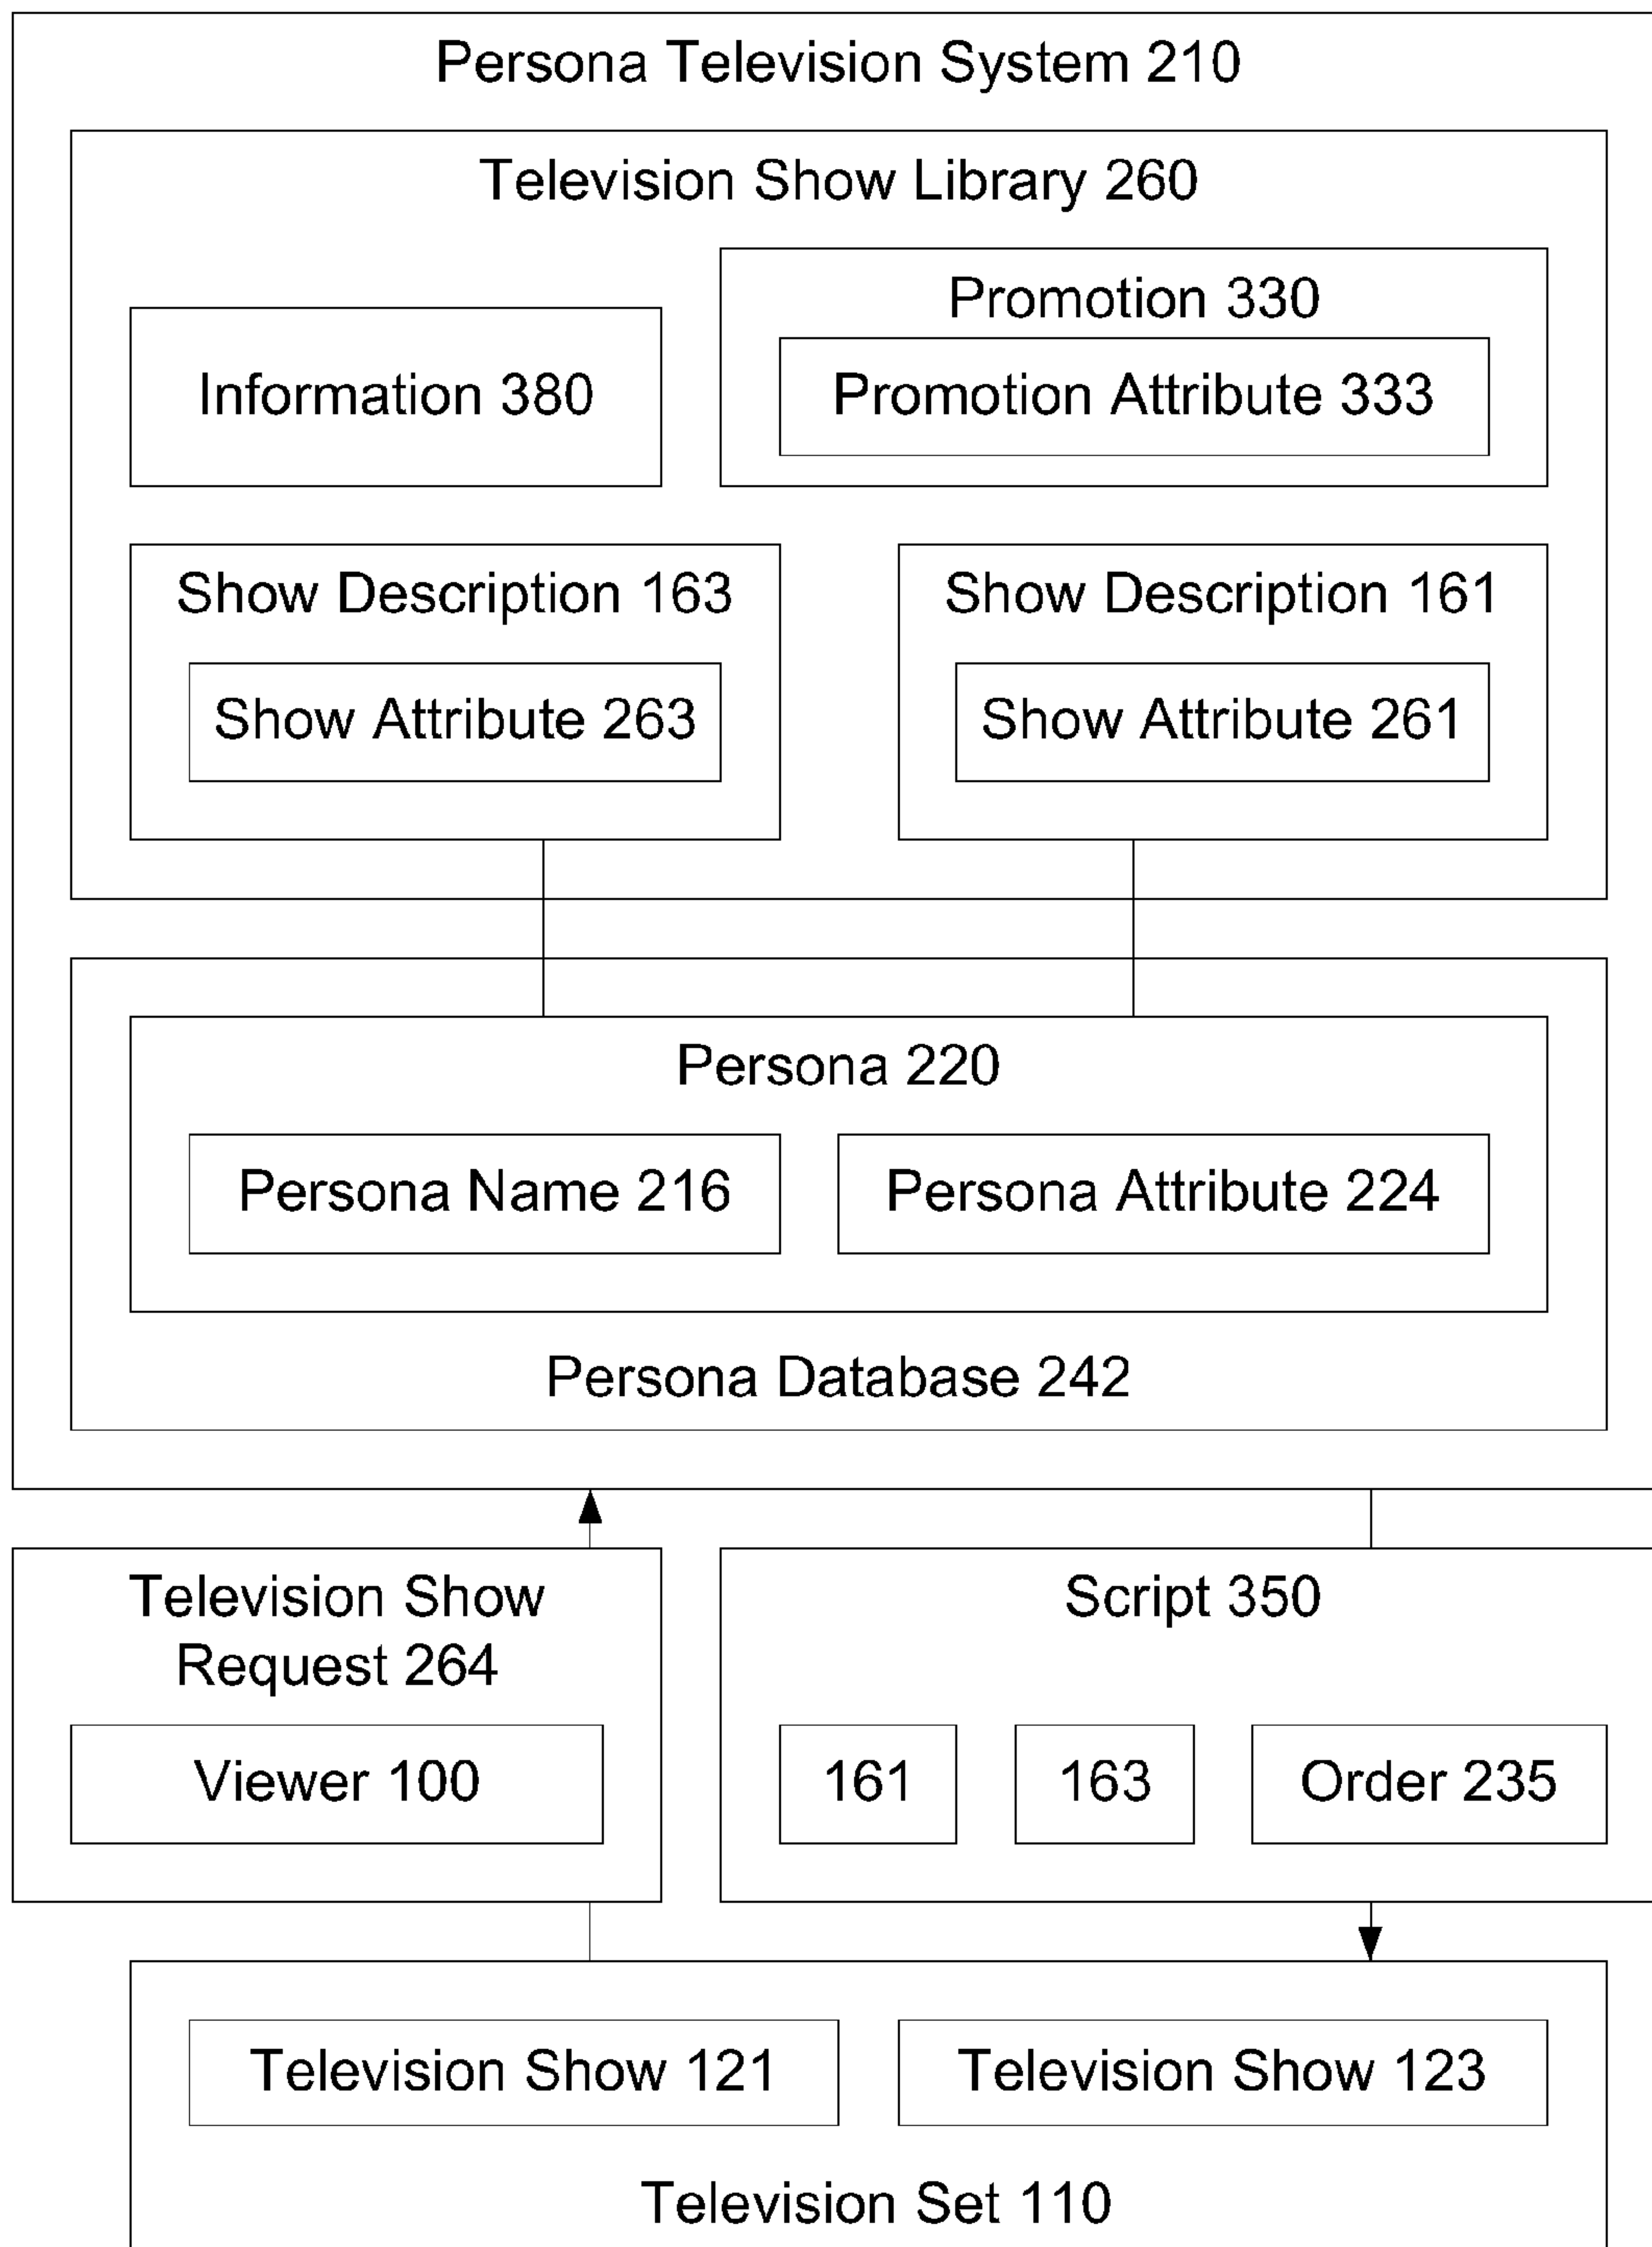 Persona Television System 210
Television Show Library 260
Promotion 330
Information 380
Promotion Attribute 333
Show Description 163
Show Description 161
Show Attribute 263
Show Attribute 261
Persona 220
Persona Name 216
Persona Attribute 224
Persona Database 242
Television Show
Request 264
Viewer 100
Script 350
161
163
Order 235
Television Show 121
Television Show 123
Television Set 110